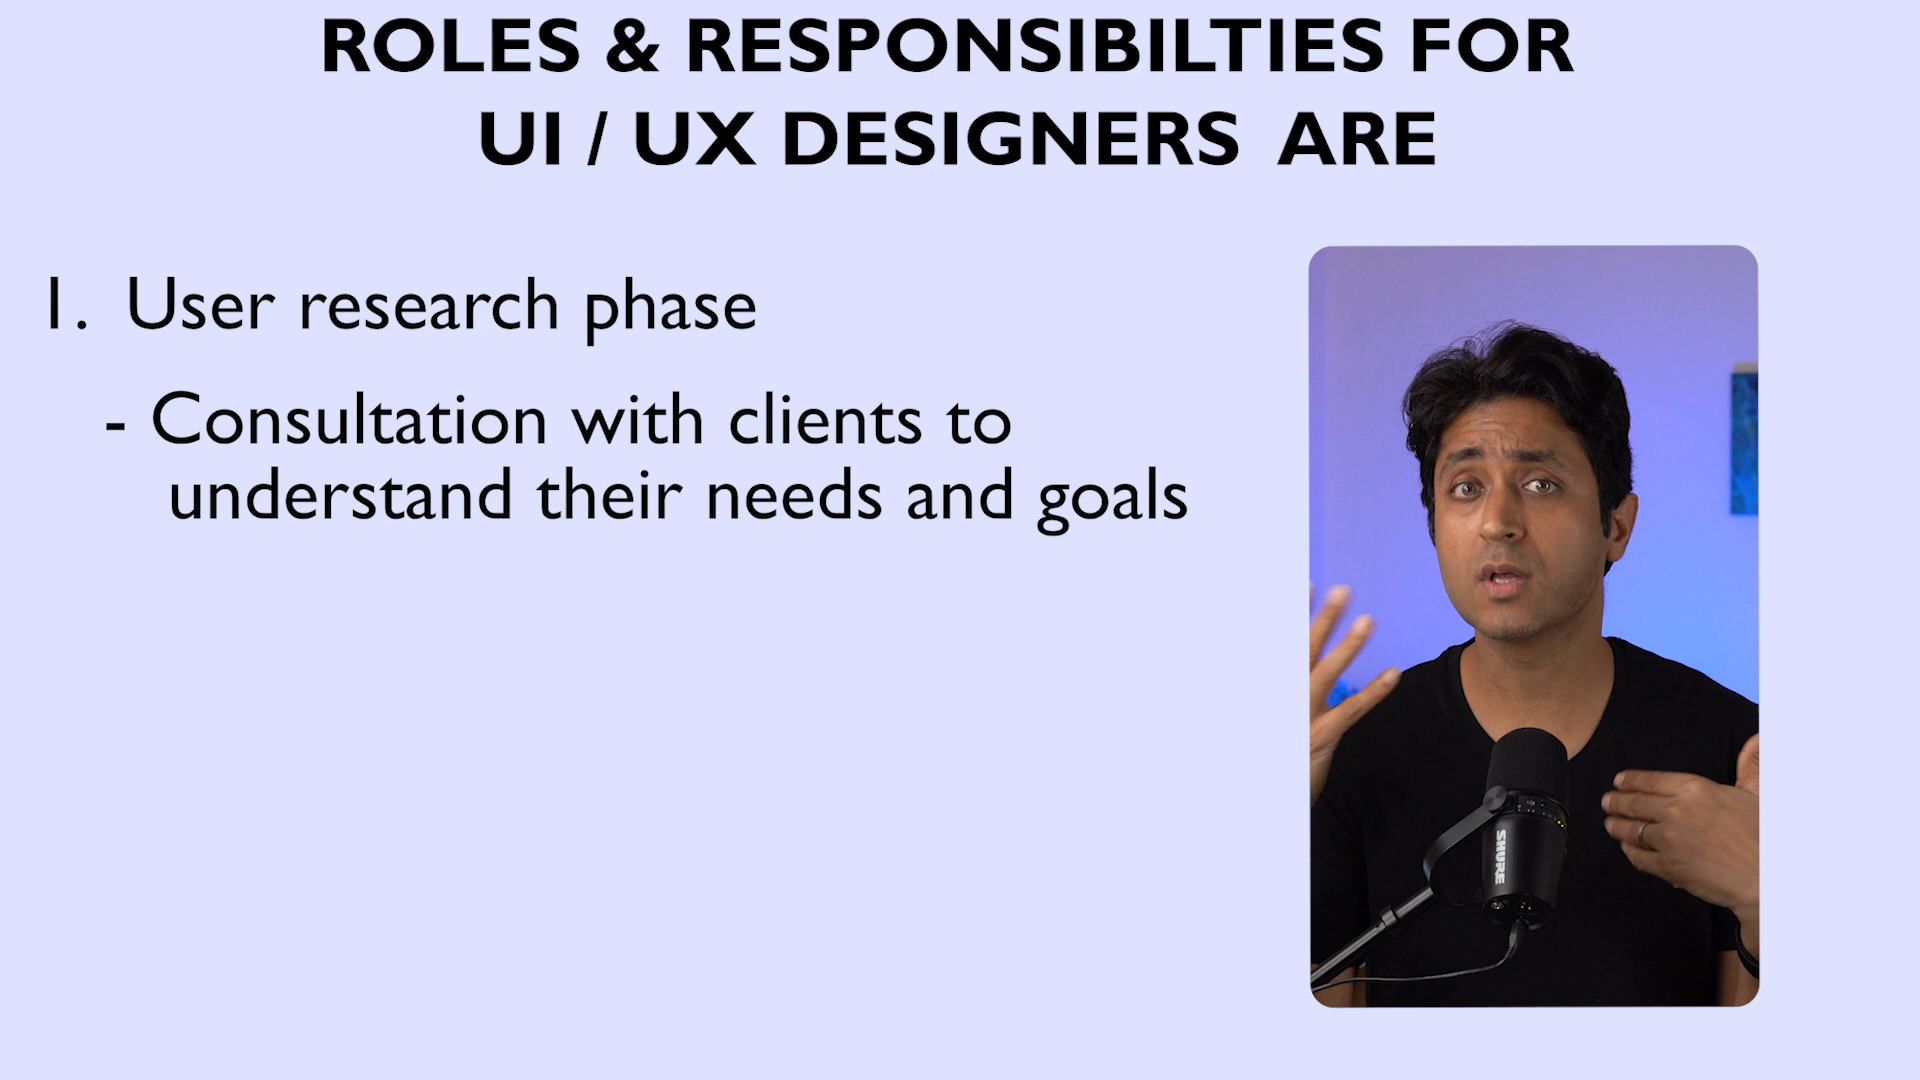 ROLES & RESPONSIBILTIES FOR
UI / UX DESIGNERS ARE
1. User research phase
- Consultation with clients to
understand their needs and goals
SHURE